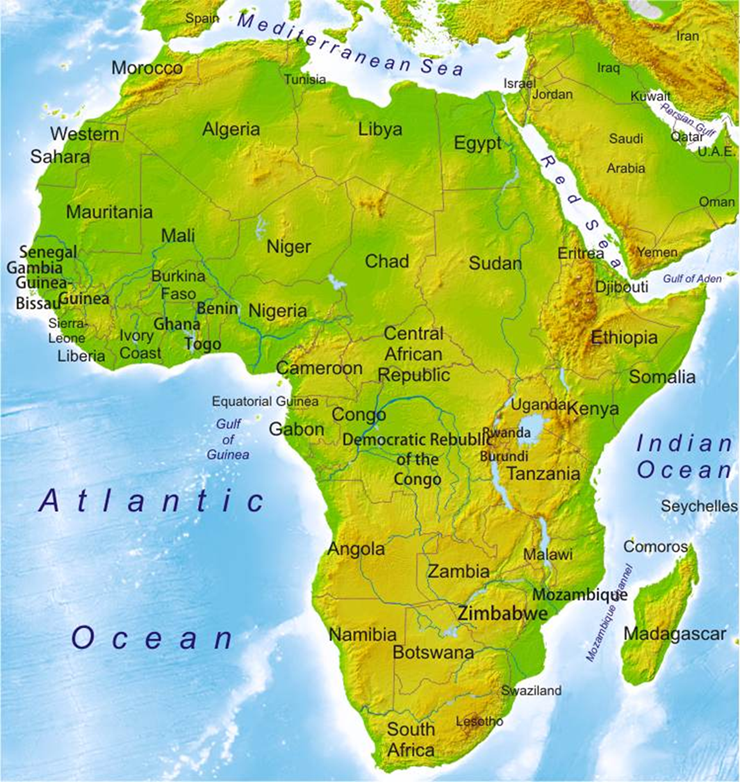 Spain
Mediterranean Sea
Iran
Morocco
Tunisia
Iraq
Israel
Jordan
Kuwait
Persian Gulf
Western
Sahara
Algeria
Libya
Egypt
Saudi
Arabia
Qatar
U.A.E.
Red Sea
Oman
Mauritania
Mali
Niger
Chad
Sudan
Eritrea
Yemen
Senegal
Gambia
Guinea-
Bissau
Guinea
Burkina
Faso
Benin
Nigeria
Djibouti
Gulf of Aden
Sierra-
Leone
Liberia
Ivory
Coast
Ghana
Togo
Central
African
Republic
Ethiopia
Cameroon
Somalia
Equatorial Guinea
Gulf
of
Guinea
Gabon
Congo
Democratic Republic
of the
Congo
Uganda
Kenya
Rwanda
Burundi
Tanzania
Indian
Ocean
Atlantic
Ocean
Seychelles
Comoros
Angola
Zambia
Malawi
Mozambique
Mozambique Channel
Zimbabwe
Namibia
Botswana
Madagascar
Swaziland
Lesotho
South
Africa